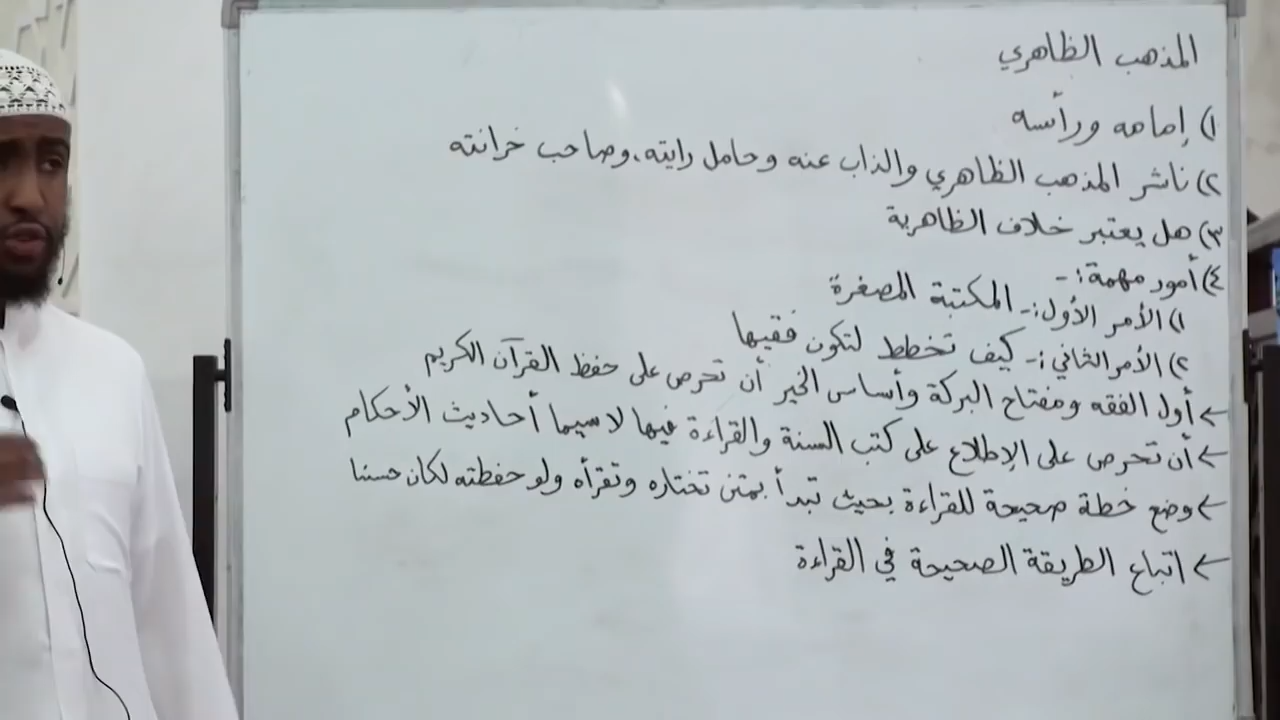 المذهب الظاهري
١) إمامه ورأسه
٢) ناشر المذهب الظاهري والذاب عنه وحامل رايته، وصاحب خزانته
٣) هل يعتبر خلاف الظاهرية
٤) أمور مهمة :-
١) الأمر الأول :- المكتبة المصغرة
٢) الأمر الثاني :- كيف تخطط لتكون فقيها
← أول الفقه ومفتاح البركة وأساس الخير أن تحرص على حفظ القرآن الكريم
← أن تحرص على الإطلاع على كتب السنة والقراءة فيها لا سيما أحاديث الأحكام
← وضع خطة صحيحة للقراءة بحيث تبدأ بمتن تختاره وتقرأه ولو حفظته لكان حسنا
← اتباع الطريقة الصحيحة في القراءة